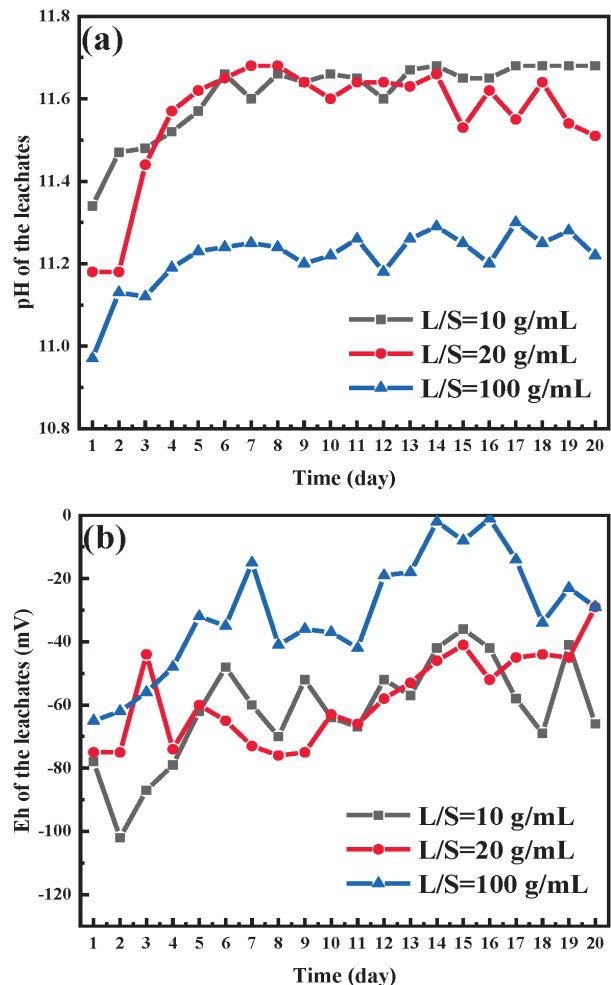 (a)
pH of the leachates
11.8
11.6
11.4
11.2
11.0
10.8
L/S=10 g/mL
L/S=20 g/mL
L/S=100 g/mL
1 2 3 4 5 6 7 8 9 10 11 12 13 14 15 16 17 18 19 20
Time (day)
(b)
Eh of the leachates (mV)
0
-20
-40
-60
-80
-100
-120
L/S=10 g/mL
L/S=20 g/mL
L/S=100 g/mL
1 2 3 4 5 6 7 8 9 10 11 12 13 14 15 16 17 18 19 20
Time (day)